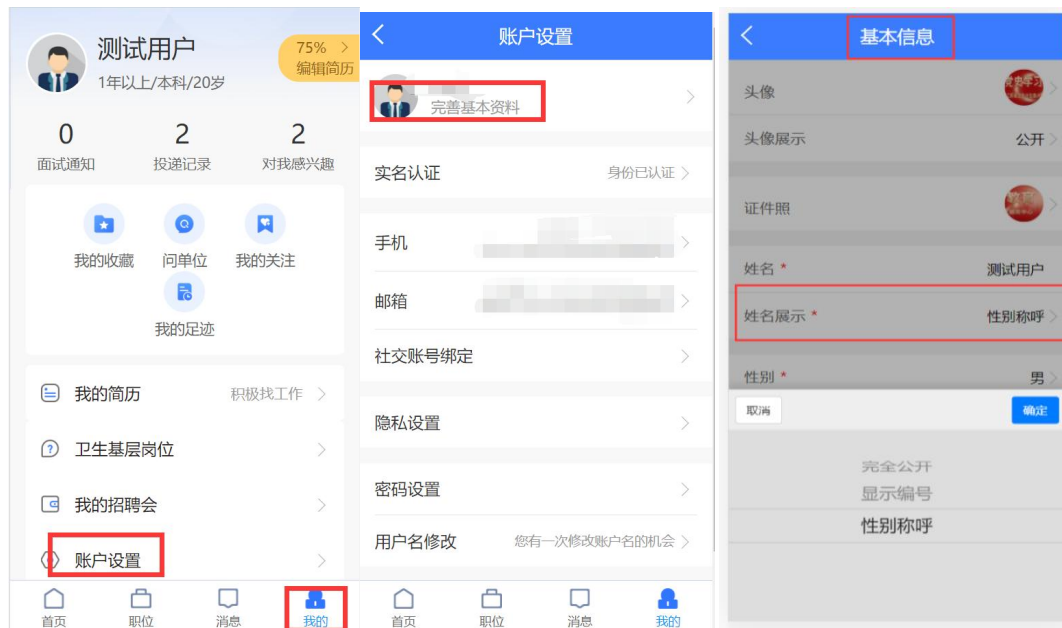 测试用户
75% >
编辑简历
1年以上/本科/20岁
0
2
2
面试通知
投递记录
对我感兴趣
我的收藏
问单位
我的关注
我的足迹
我的简历
积极找工作
卫生基层岗位
我的招聘会
账户设置
首页
职位
消息
我的
账户设置
完善基本资料
实名认证
身份已认证
手机
邮箱
社交账号绑定
隐私设置
密码设置
用户名修改
您有一次修改账户名的机会
首页
职位
消息
我的
基本信息
头像
头像展示
公开
证件照
姓名 *
测试用户
姓名展示 *
性别称呼
性别 *
男
取消
确定
完全公开
显示编号
性别称呼